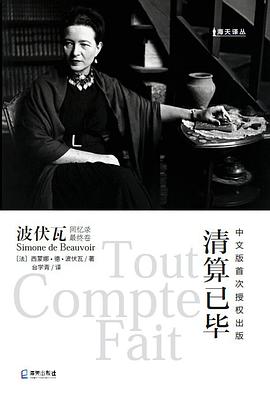 海天译丛
波伏瓦
回忆录
最终卷
Simone de Beauvoir
[法] 西蒙娜·德·波伏瓦 / 著
台学青 / 译
Tout
Compte
Fait
清算已毕
中文版首次授权出版
海天出版社